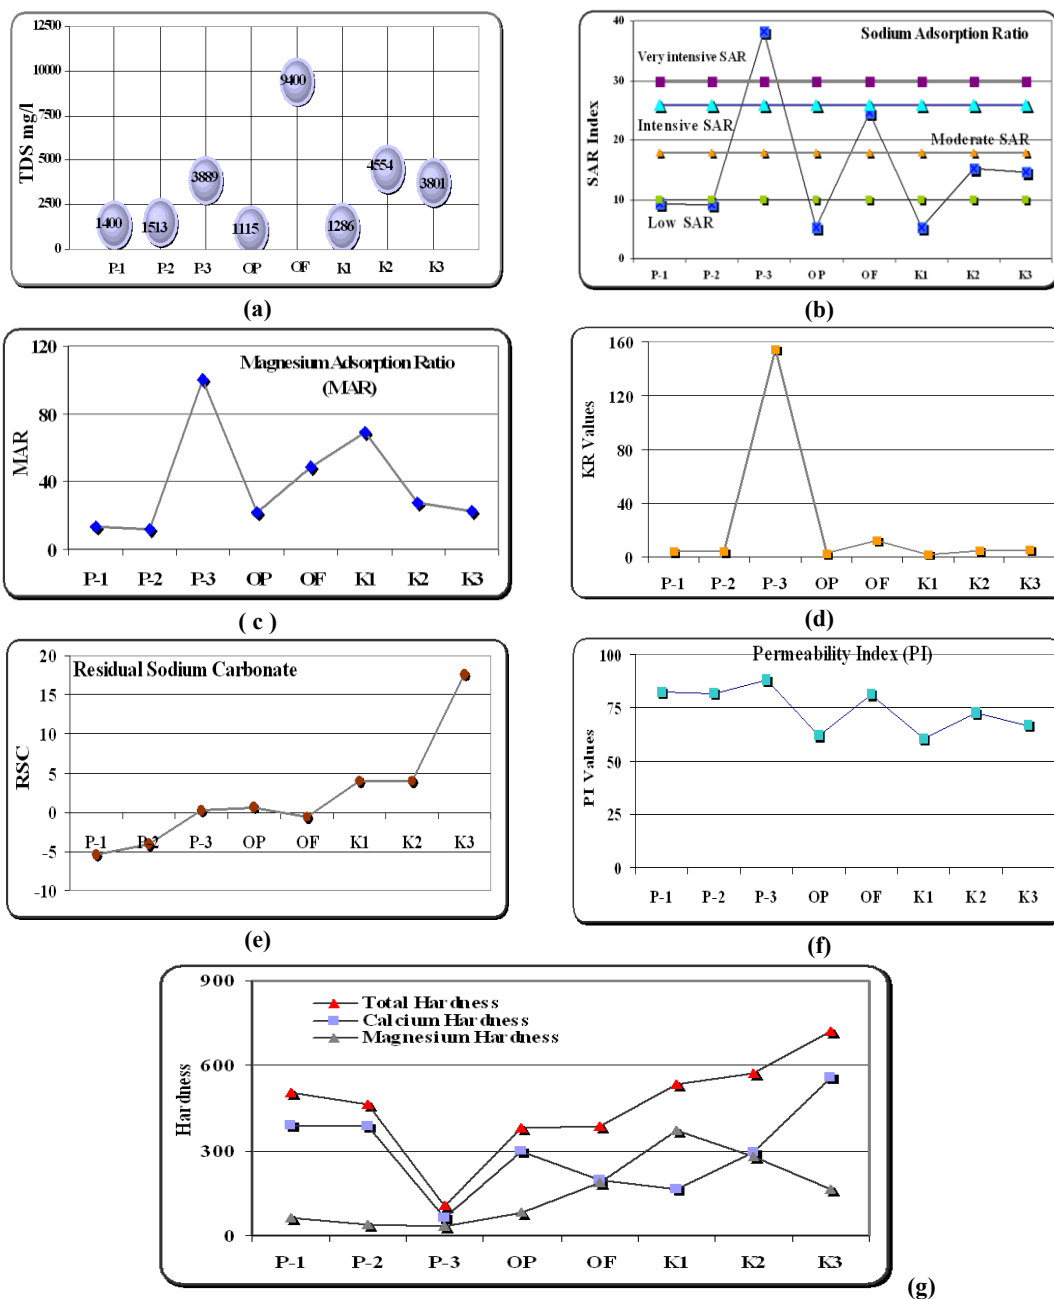 12500
10000
7500
5000
2500
0
TDS mg/l
1400
1513
3889
1115
9400
1286
4554
3801
P-1 P-2 P-3 OP OF K1 K2 K3
(a)
40
30
20
10
0
SAR Index
Sodium Adsorption Ratio
Very intensive SAR
Intensive SAR
Moderate SAR
Low SAR
P-1 P-2 P-3 OP OF K1 K2 K3
(b)
120
80
40
0
MAR
Magnesium Adsorption Ratio
(MAR)
P-1 P-2 P-3 OP OF K1 K2 K3
( c )
160
120
80
40
0
KR Values
P-1 P-2 P-3 OP OF K1 K2 K3
(d)
20
15
10
5
0
-5
-10
RSC
Residual Sodium Carbonate
P-1 P-2 P-3 OP OF K1 K2 K3
(e)
100
75
50
25
0
PI Values
Permeability Index (PI)
P-1 P-2 P-3 OP OF K1 K2 K3
(f)
900
600
300
0
Hardness
Total Hardness
Calcium Hardness
Magnesium Hardness
P-1 P-2 P-3 OP OF K1 K2 K3
(g)